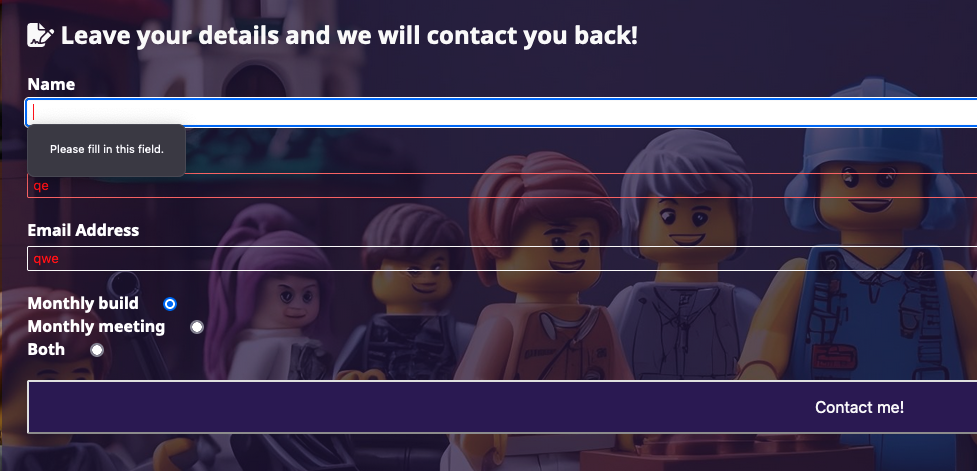 Leave your details and we will contact you back!
Name
Please fill in this field.
qe
Email Address
qwe
Monthly build
Monthly meeting
Both
Contact me!